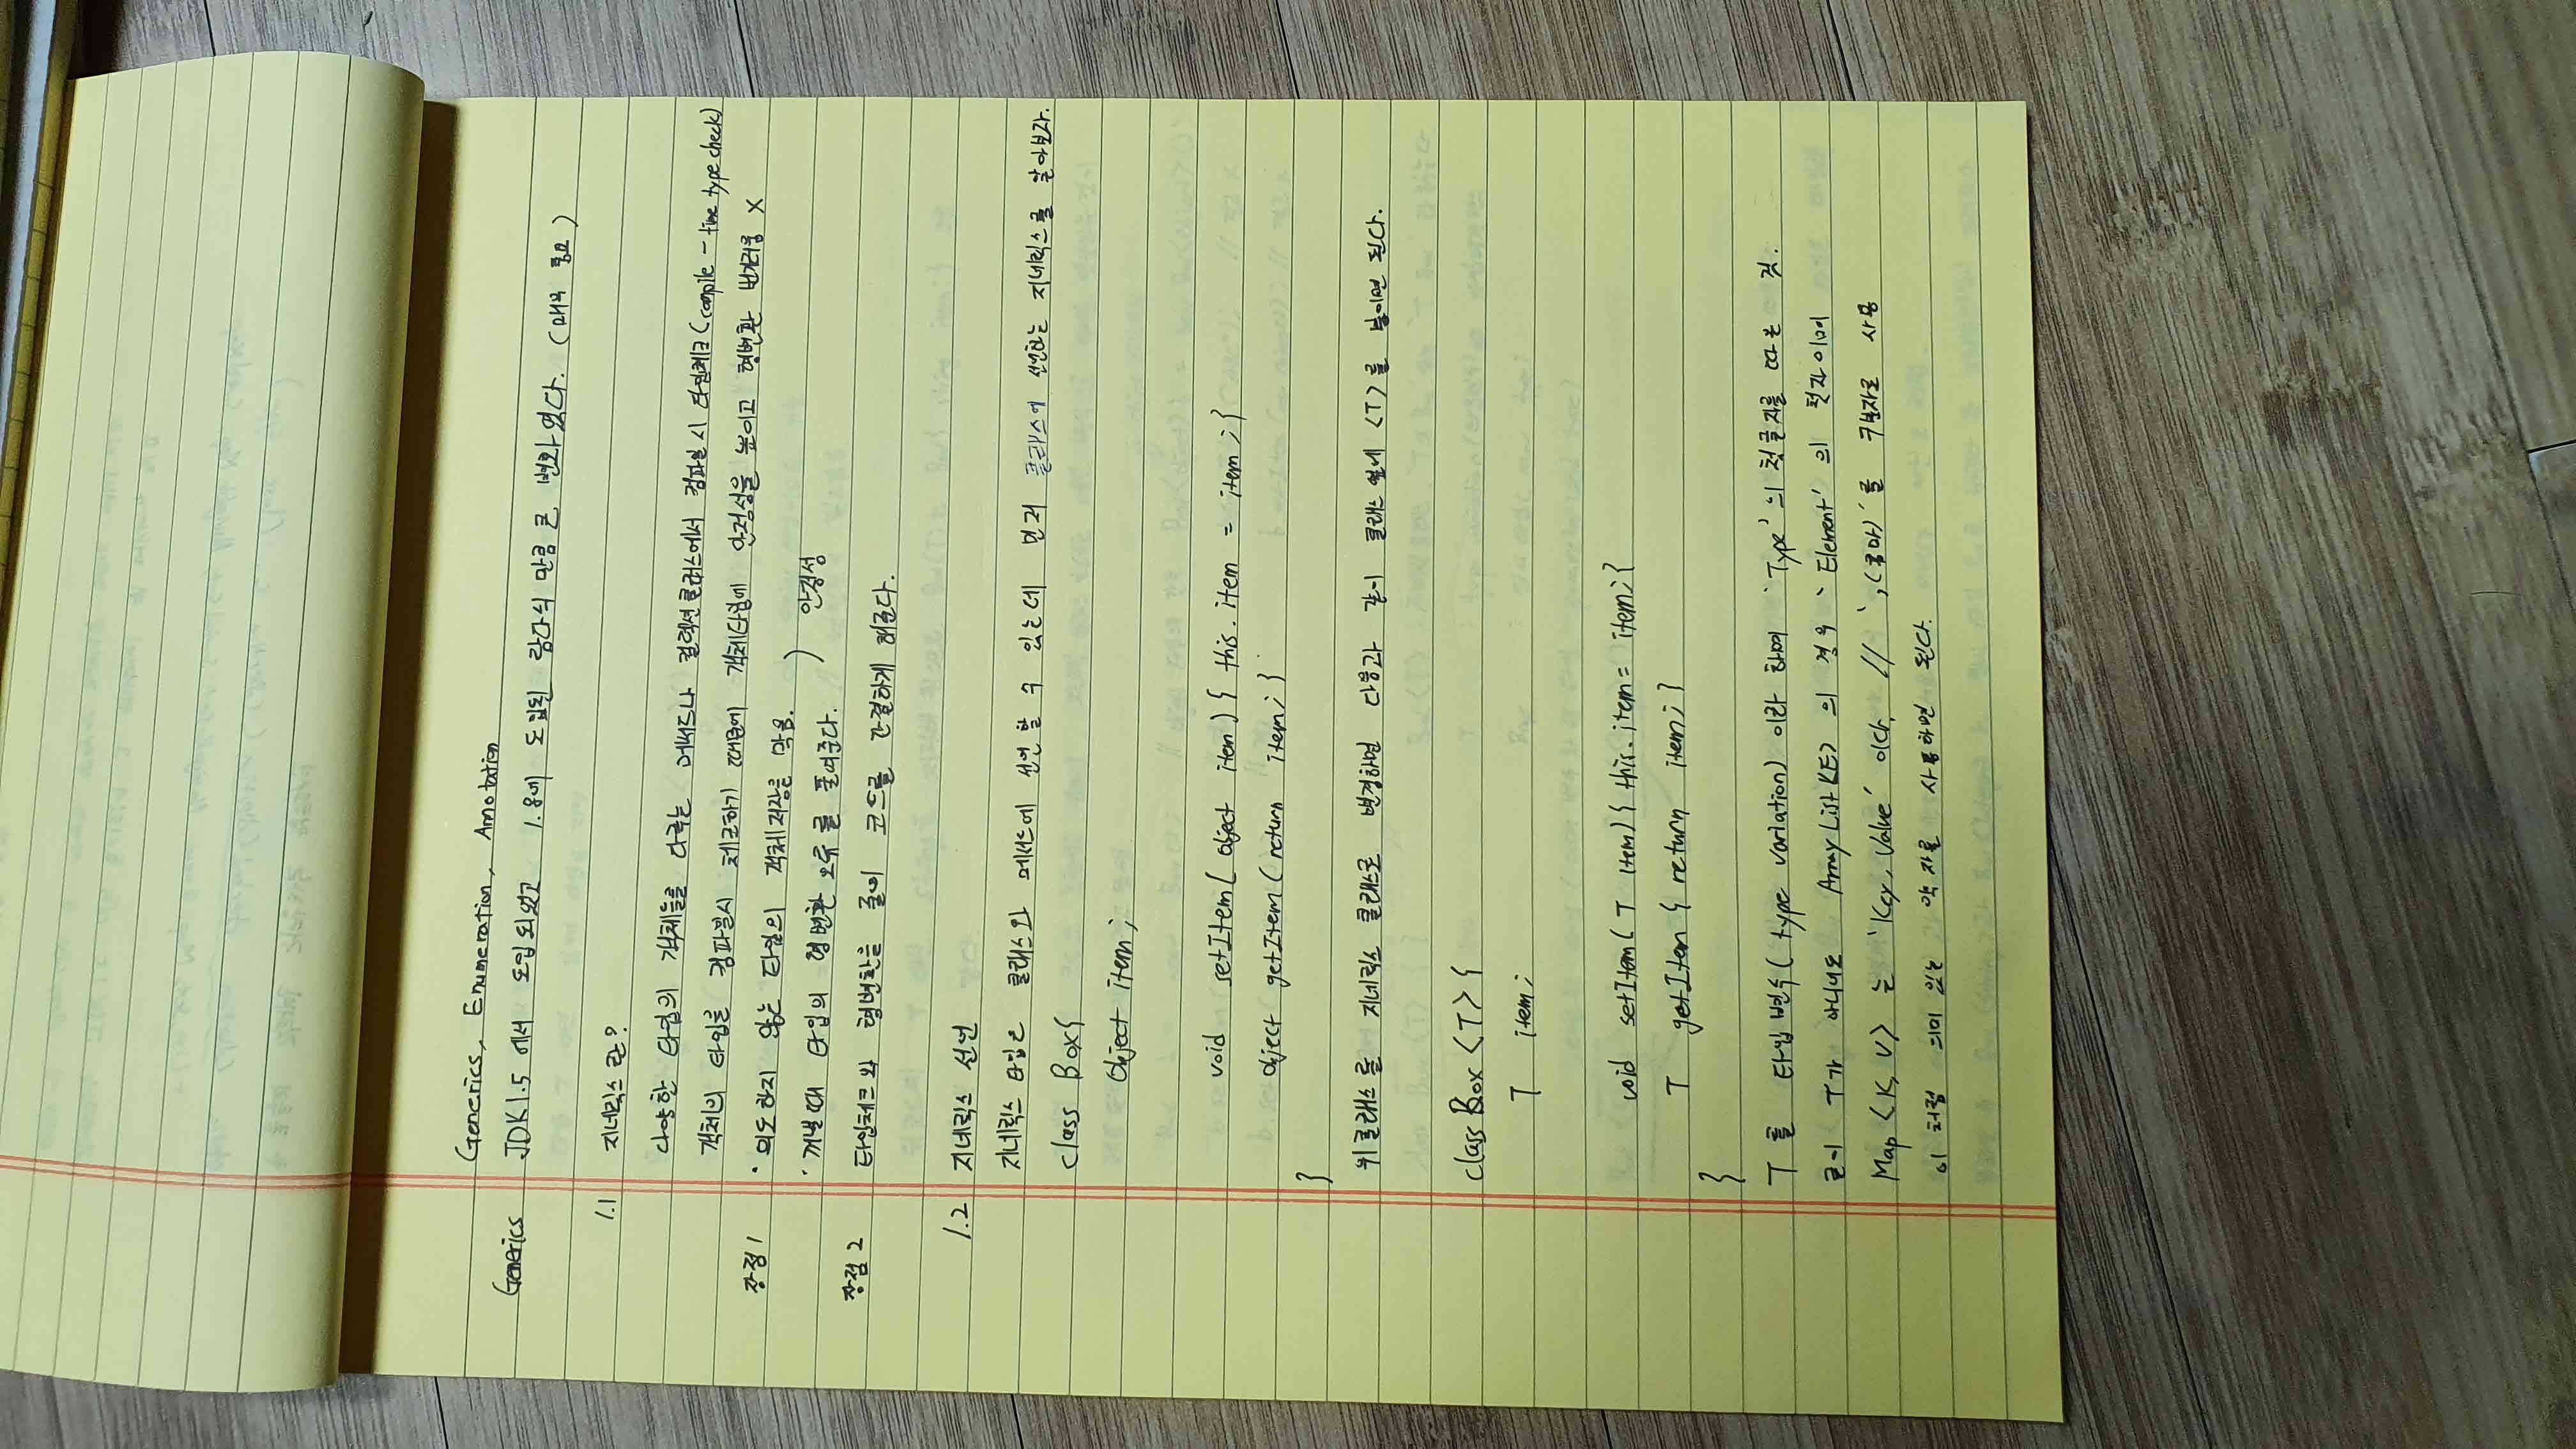 Generics, Enumeration, Annotation
Generics JDK1.5 에서 도입되었고 1.8에 도입된 람다식 만큼 큰 변화였다. (매우 중요)
1.1 지네릭스란?
다양한 타입의 객체들을 다루는 메서드나 컬렉션클래스에서 컴파일 시 타입체크(compile-time type check)
객체의 타입을 컴파일시 체크하기 때문에 객체타입에 안정성을 높이고 형변환 번거러움 X
장점1 · 의도하지 않는 타입의 객체저장을 막음.
· 꺼낼때 타입의 형변환 오류를 줄여준다. ) 안정성
장점2 타입체크와 형변환을 줄여 코드를 간결하게 해준다.
1.2 지네릭스 선언
지네릭스 타입은 클래스와 메서드에 선언할 수 있는데 먼저 클래스에 선언하는 지네릭스를 알아보자.
class Box{
Object item;
void setItem( object item) { this.item = item; {
Object getItem ( return item; }
}
위 클래스를 지네릭스 클래스로 변경하면 다음과 같이 클래스 옆에 <T>를 붙이면 된다.
class Box <T> {
T item;
void setItem( T item) { this.item = item; {
T getItem { return item; }
}
T를 타입변수( type variation) 이라 하며 'Type'의 첫글자를 따온 것.
T가 아니너도 ArrayList<E> 의 경우 'Element' 의 첫자이며
Map <K, V> 는 'Key, Value' 이다. // ',(콤마)'를 구분자로 사용
이처럼 의미 있는 약자를 사용하면 된다.